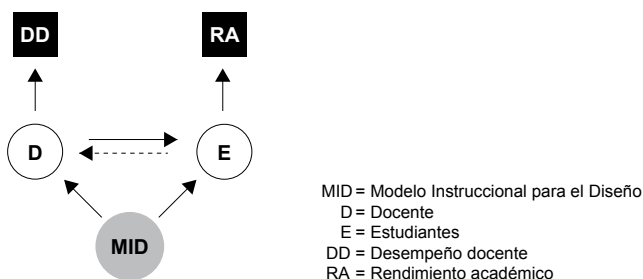 DD
RA
D
E
MID
MID = Modelo Instruccional para el Diseño
D = Docente
E = Estudiantes
DD = Desempeño docente
RA = Rendimiento académico